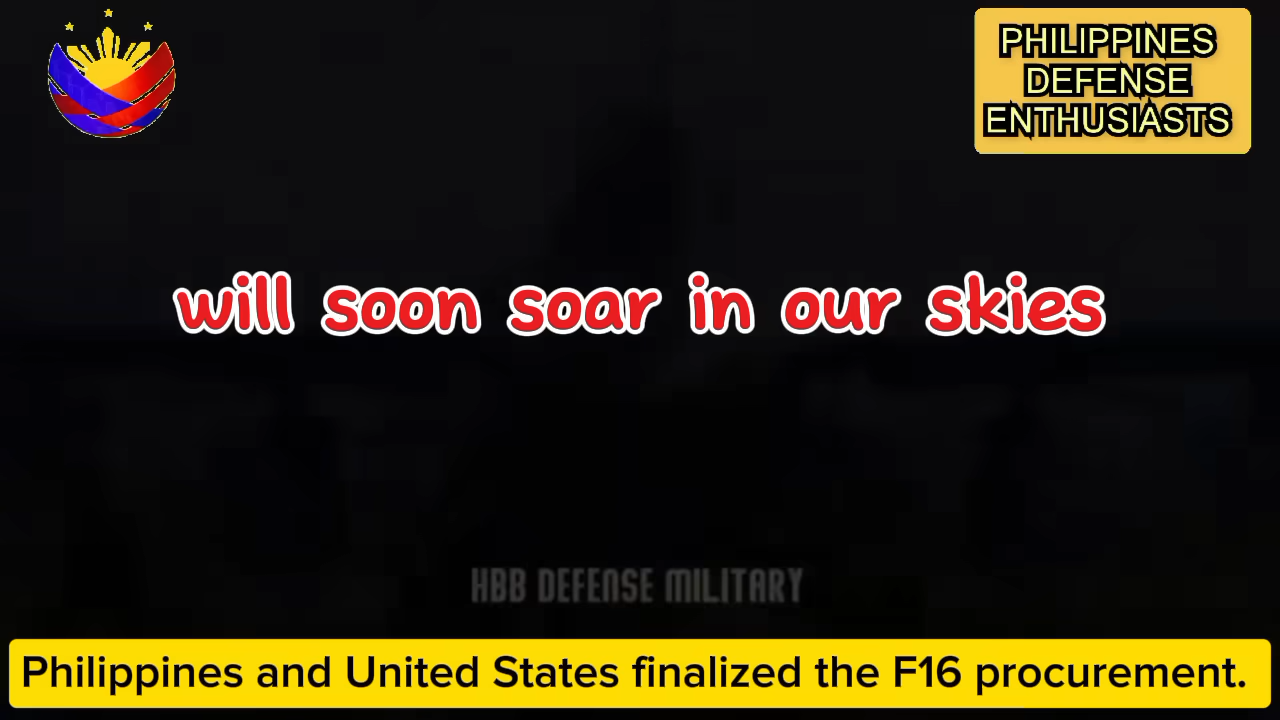 PHILIPPINES
DEFENSE
ENTHUSIASTS
will soon soar in our skies
HBB DEFENSE MILITARY
Philippines and United States finalized the F16 procurement.